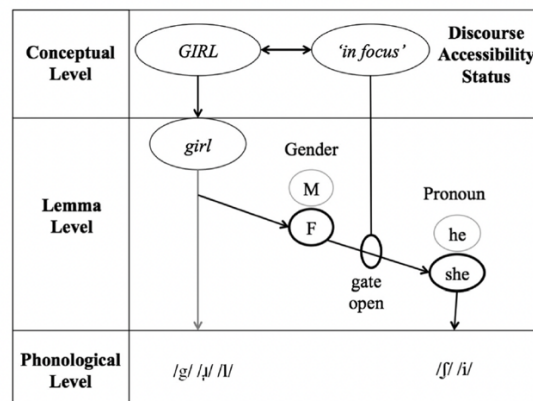 Conceptual
Level
GIRL
‘in focus’
Discourse
Accessibility
Status
Lemma
Level
girl
Gender
M
F
gate
open
Pronoun
he
she
Phonological
Level
/g/ /ɹ̩/ /l/
/ʃ/ /i/